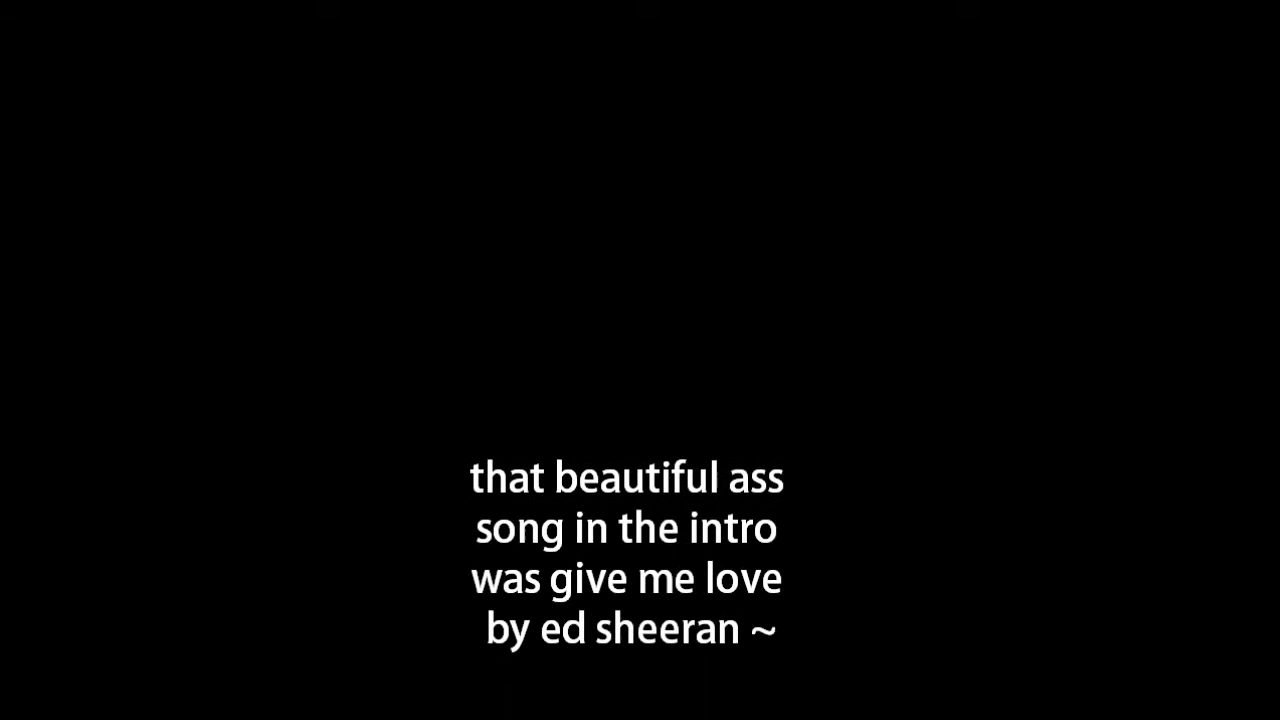 that beautiful ass
song in the intro
was give me love
by ed sheeran ~